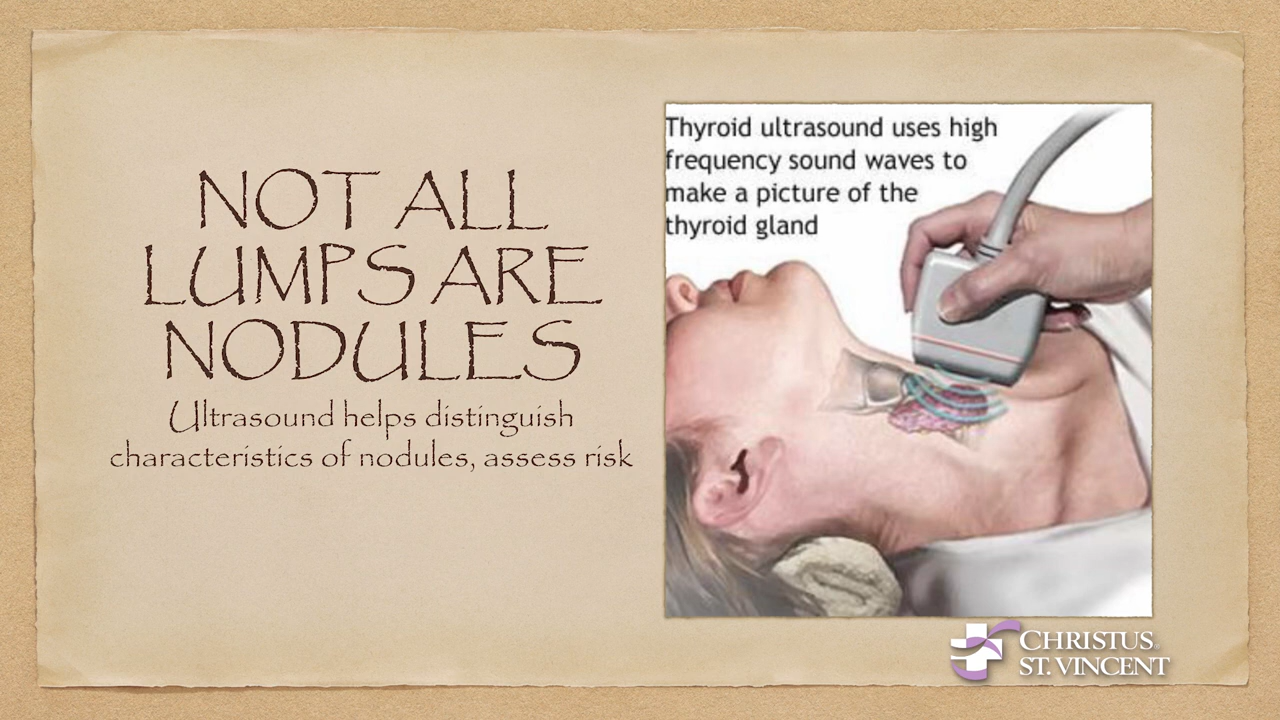 NOT ALL
LUMPS ARE
NODULES
Ultrasound helps distinguish
characteristics of nodules, assess risk
Thyroid ultrasound uses high
frequency sound waves to
make a picture of the
thyroid gland
CHRISTUS
ST. VINCENT